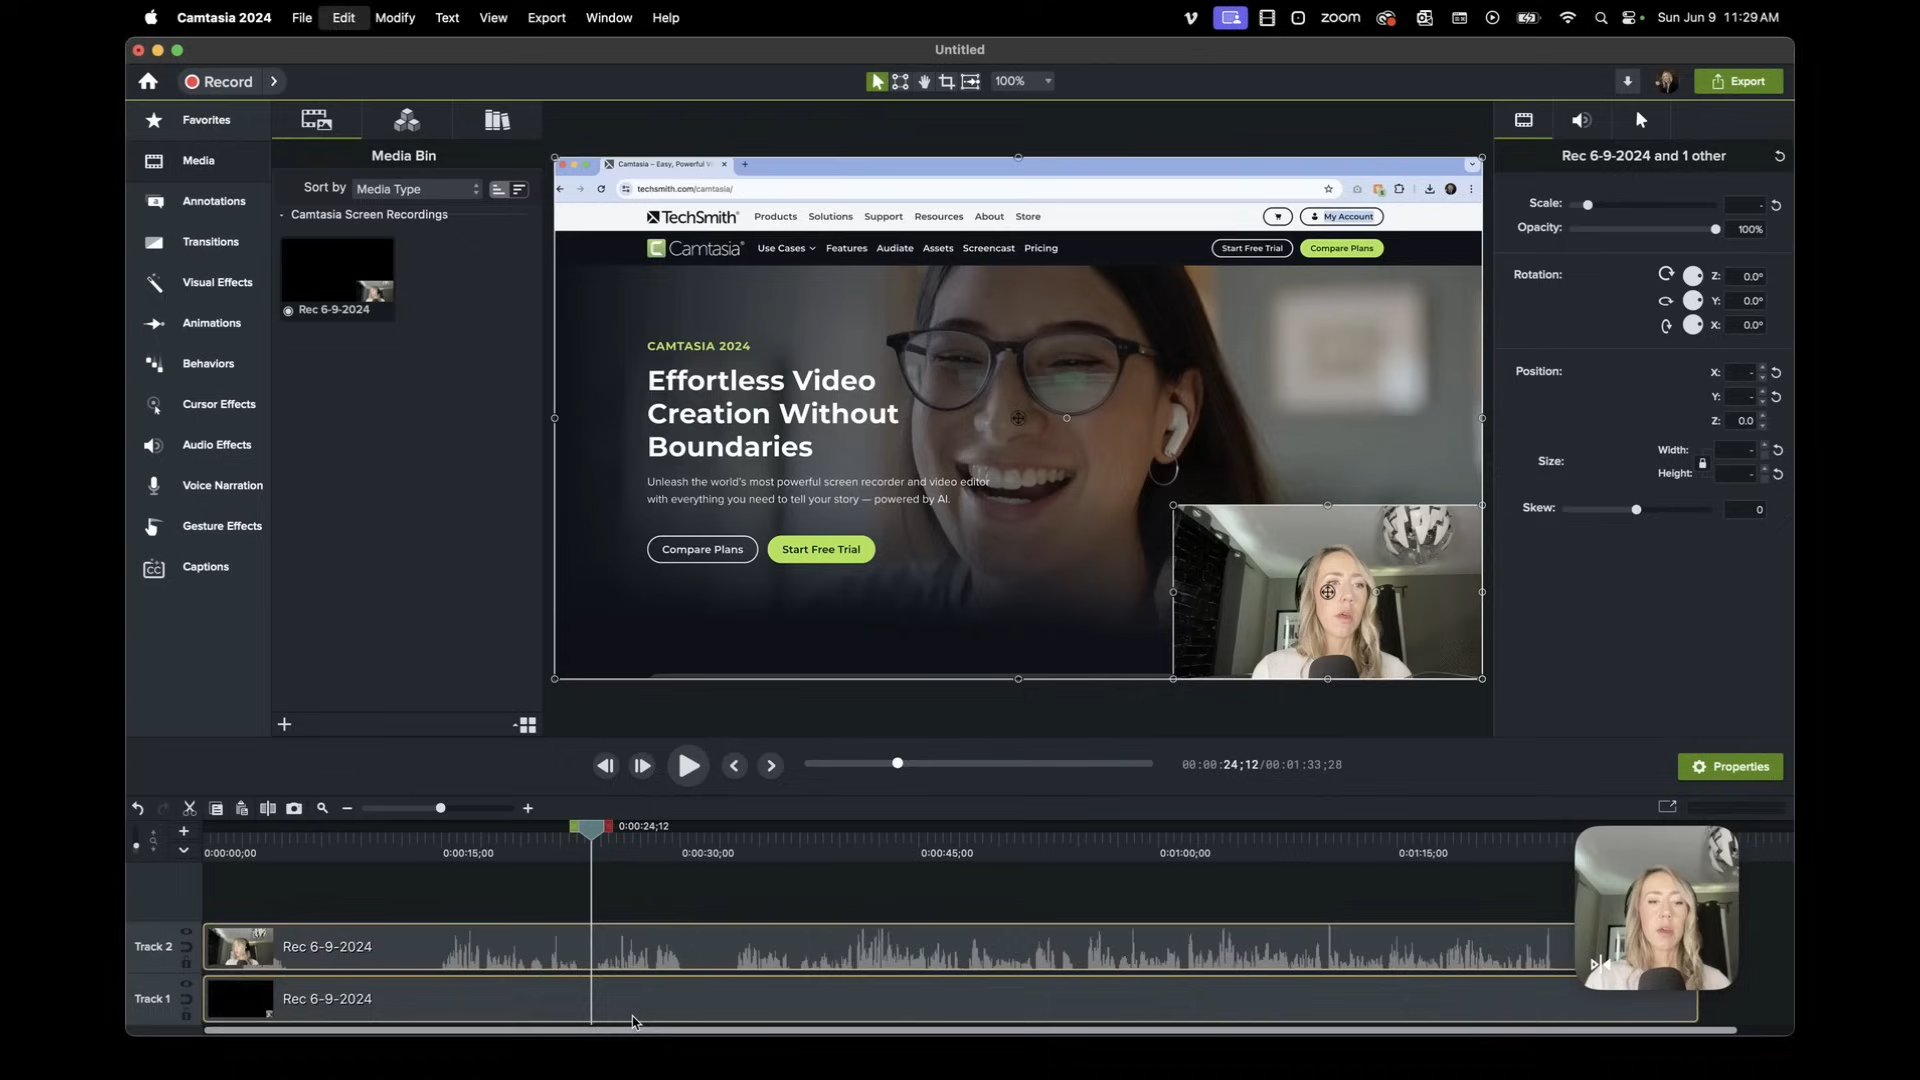 Camtasia 2024 File Edit Modify Text View Export Window Help zoom Sun Jun 9 11:29 AM
Untitled
Record 100% Export
Favorites
Media
Annotations
Transitions
Visual Effects
Animations
Behaviors
Cursor Effects
Audio Effects
Voice Narration
Gesture Effects
CC Captions
Media Bin
Sort by Media Type
- Camtasia Screen Recordings
Rec 6-9-2024
Camtasia – Easy, Powerful V
techsmith.com/camtasia/
TechSmith® Products Solutions Support Resources About Store My Account
Camtasia® Use Cases Features Audiate Assets Screencast Pricing Start Free Trial Compare Plans
CAMTASIA 2024
Effortless Video
Creation Without
Boundaries
Unleash the world's most powerful screen recorder and video editor
with everything you need to tell your story — powered by AI.
Compare Plans Start Free Trial
Rec 6-9-2024 and 1 other
Scale: -
Opacity: 100%
Rotation: Z: 0.0°
Y: 0.0°
X: 0.0°
Position: X: -
Y: -
Z: 0.0
Size: Width: -
Height: -
Skew: 0
00:00:24;12/00:01:33;28
Properties
0:00:24;12
0:00:00;00 0:00:15;00 0:00:30;00 0:00:45;00 0:01:00;00 0:01:15;00
Track 2 Rec 6-9-2024
Track 1 Rec 6-9-2024